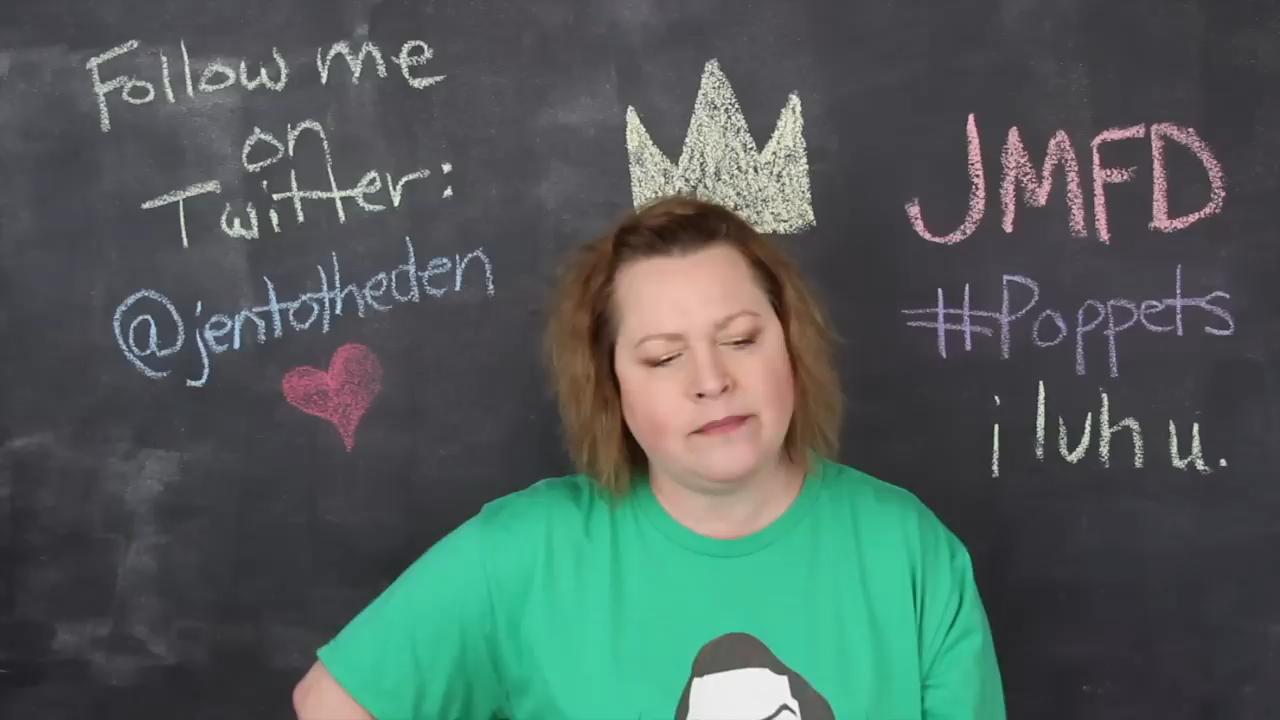 Follow me
on
Twitter:
@jentotheden
JMFD
#Poppets
i luh u.